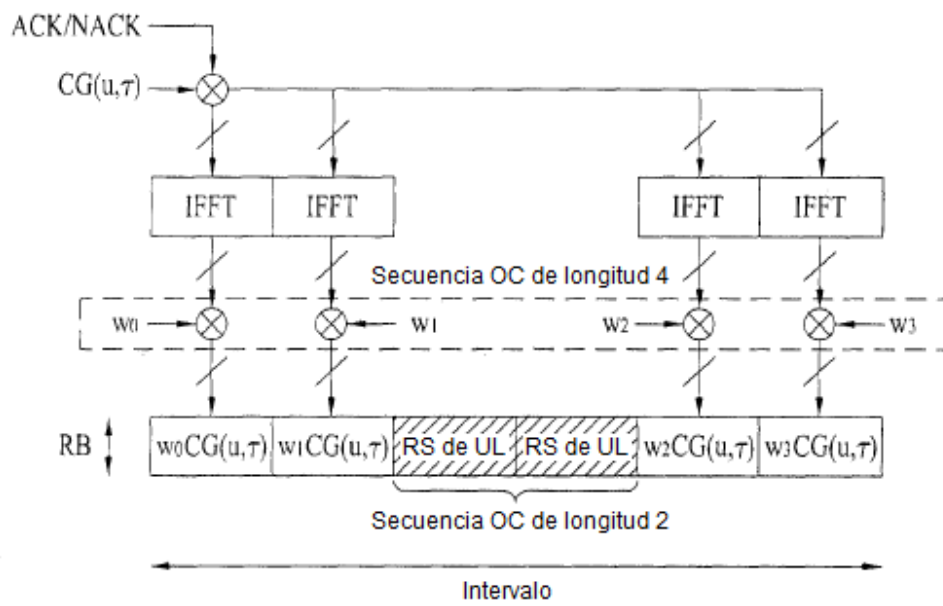 ACK/NACK
CG(u,τ)
IFFT IFFT IFFT IFFT
Secuencia OC de longitud 4
W0 W1 W2 W3
RB w0CG(u,τ) w1CG(u,τ) RS de UL RS de UL w2CG(u,τ) w3CG(u,τ)
Secuencia OC de longitud 2
Intervalo